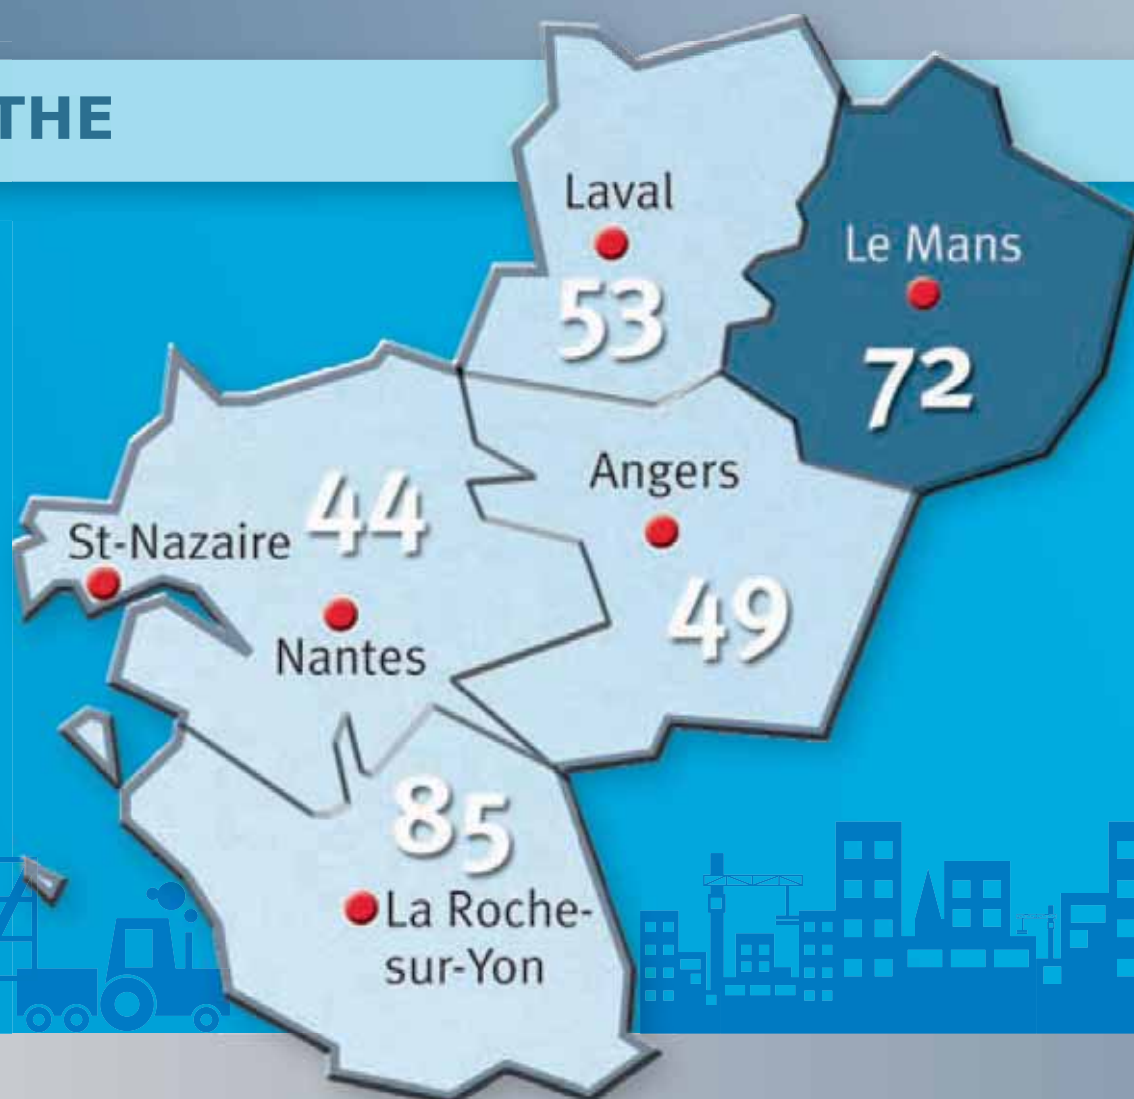 THE
Laval
53
Le Mans
72
Angers
49
St-Nazaire
44
Nantes
85
La Roche-
sur-Yon